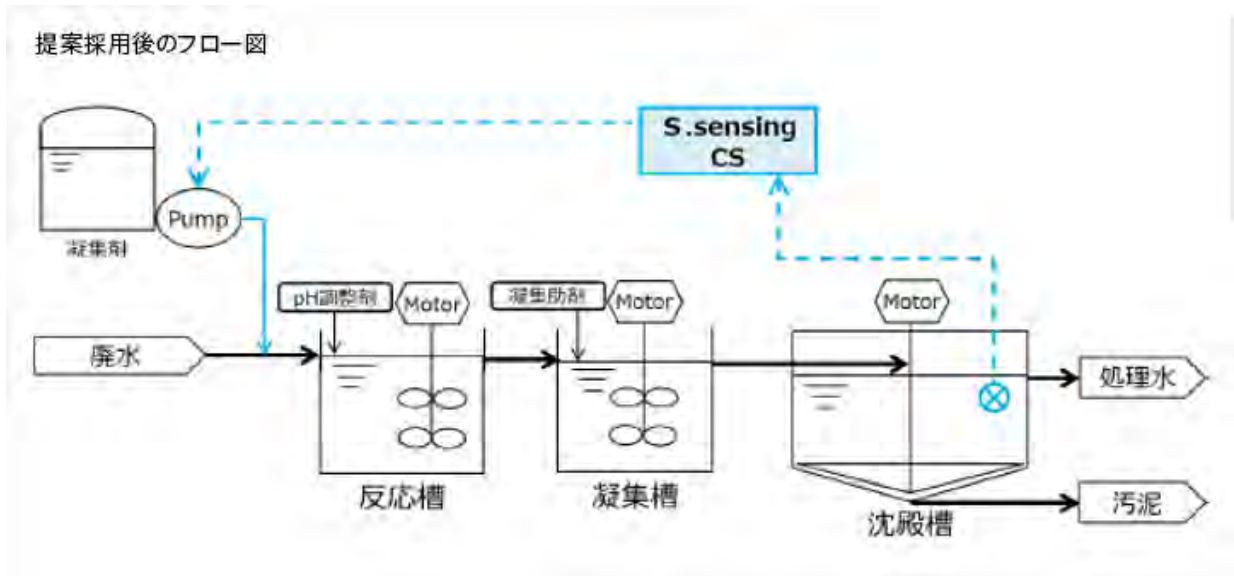 提案採用後のフロー図
S.sensing
CS
Pump
凝集剤
pH調整剤
Motor
凝集助剤
Motor
Motor
廃水
処理水
反応槽
凝集槽
沈殿槽
汚泥